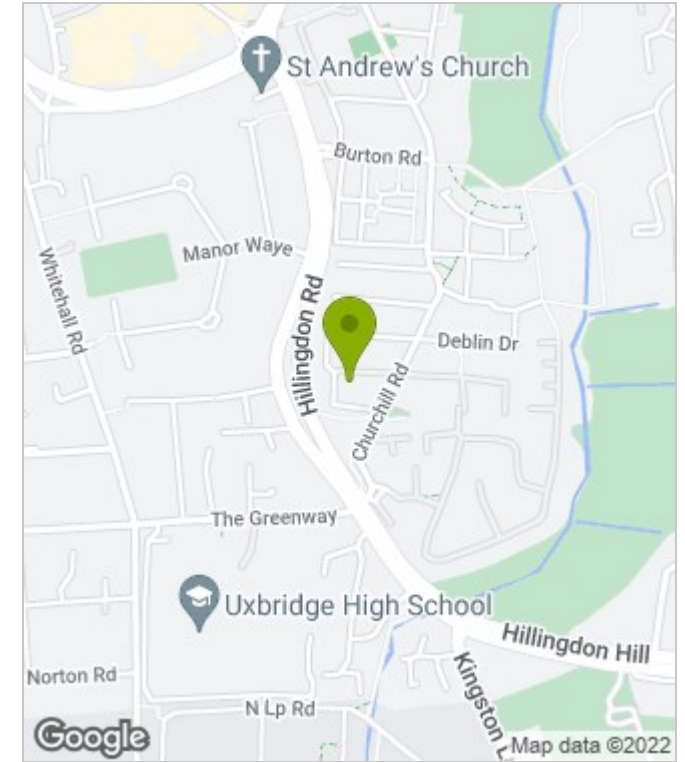 St Andrew's Church
Burton Rd
Manor Waye
Whitehall Rd
Hillingdon Rd
Deblin Dr
Churchill Rd
The Greenway
Uxbridge High School
Hillingdon Hill
Norton Rd
N Lp Rd
Kingston L
Google
Map data ©2022